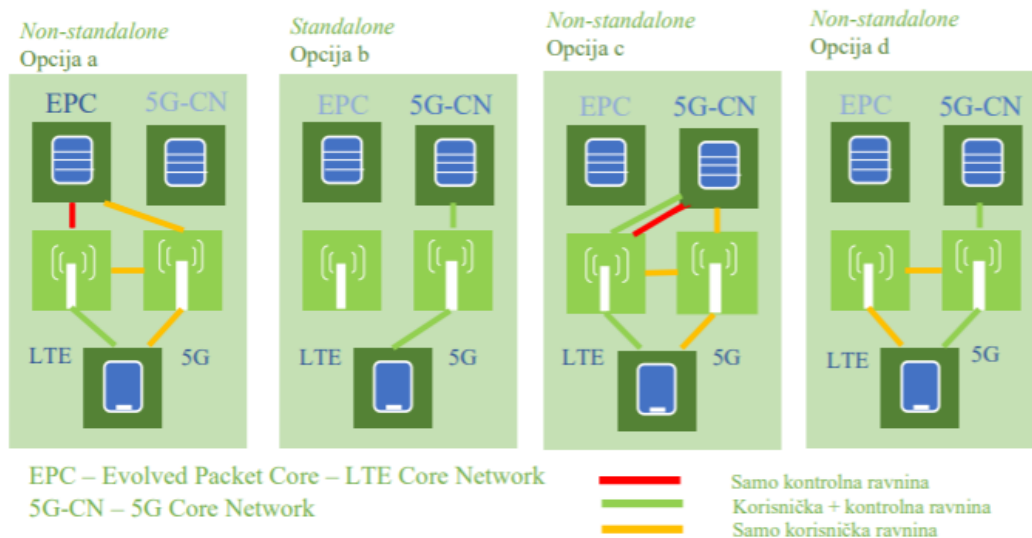 Non-standalone
Opcija a
EPC 5G-CN
LTE 5G
Standalone
Opcija b
EPC 5G-CN
LTE 5G
Non-standalone
Opcija c
EPC 5G-CN
LTE 5G
Non-standalone
Opcija d
EPC 5G-CN
LTE 5G
EPC – Evolved Packet Core – LTE Core Network
5G-CN – 5G Core Network
Samo kontrolna ravnina
Korisnička + kontrolna ravnina
Samo korisnička ravnina